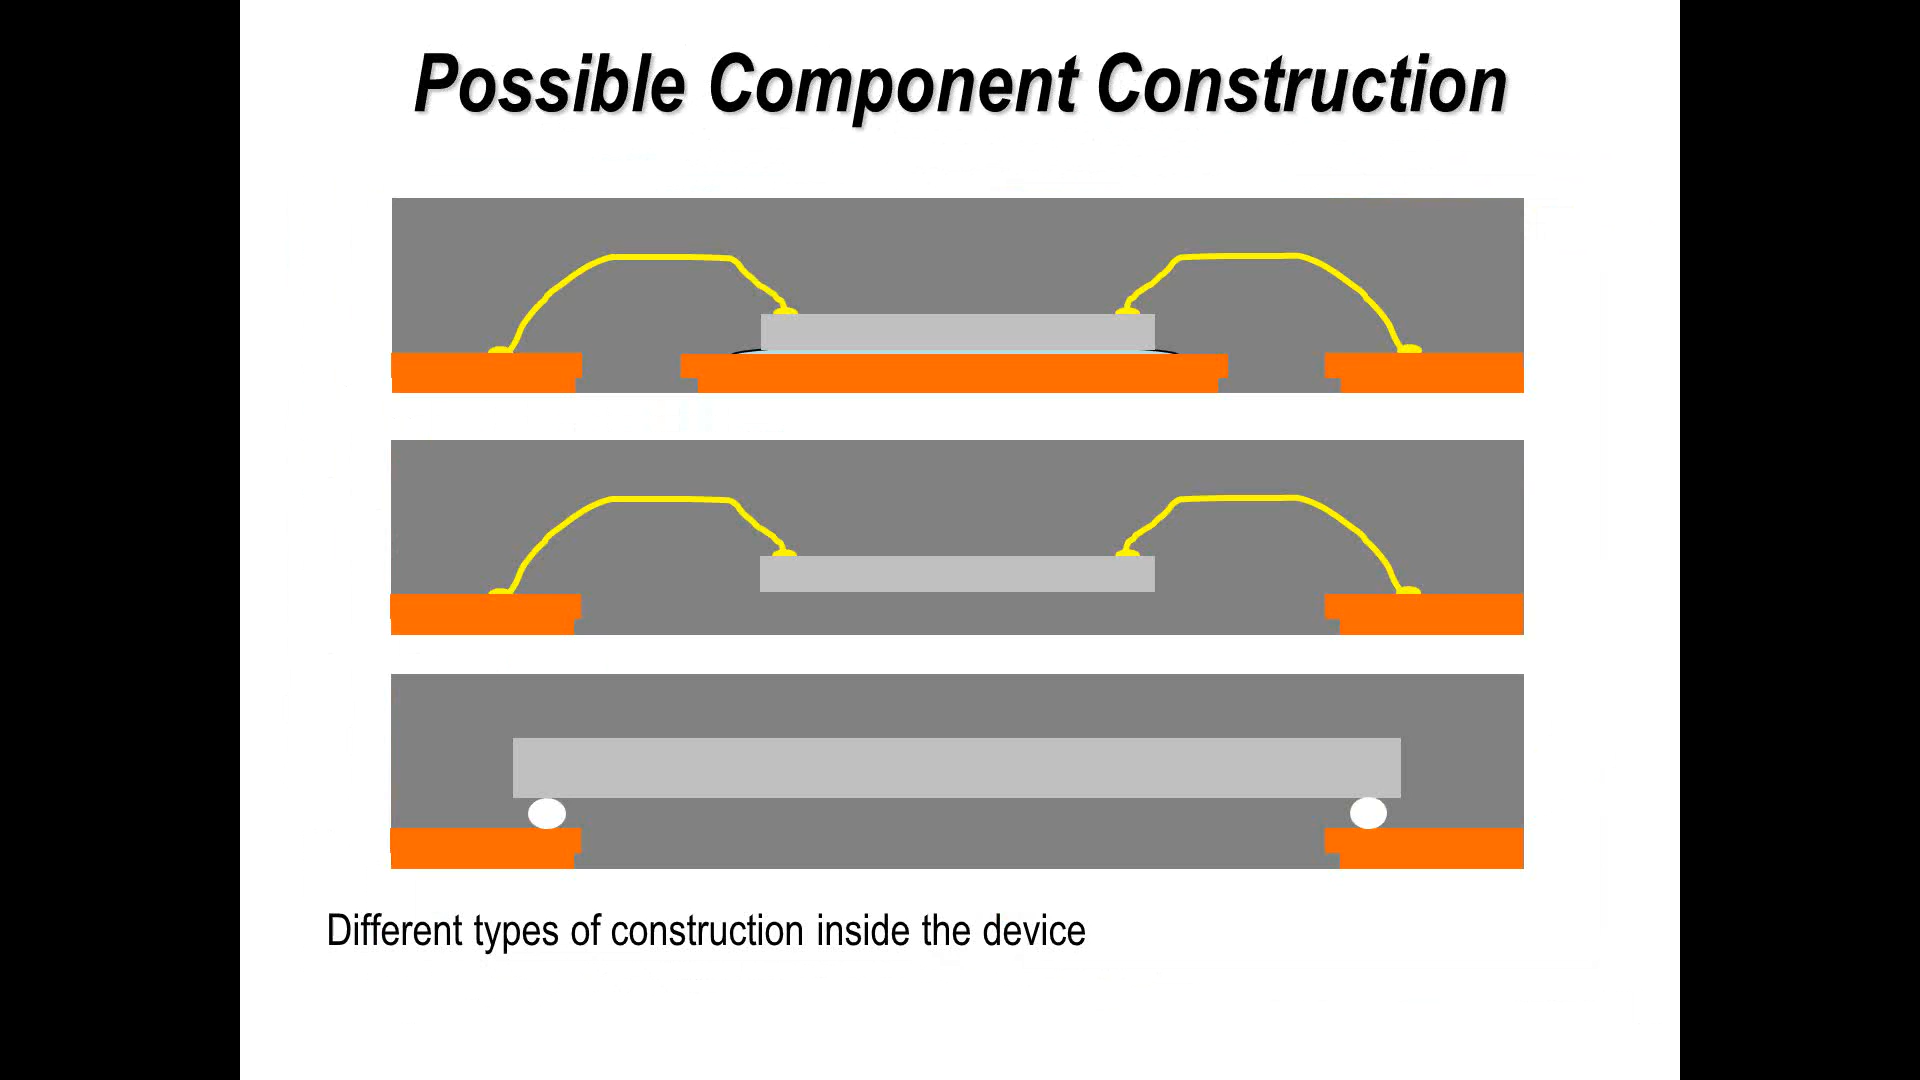 Possible Component Construction
Different types of construction inside the device